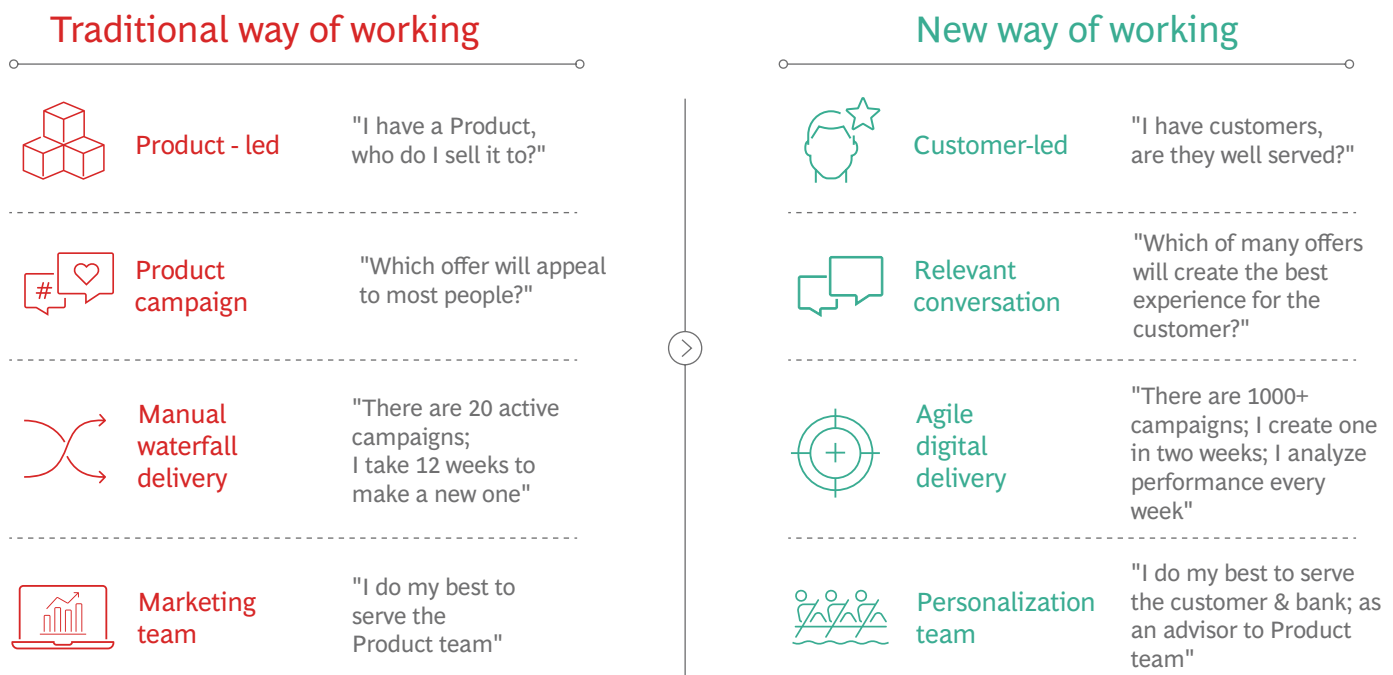 Traditional way of working
Product - led
"I have a Product,
who do I sell it to?"
#
Product
campaign
"Which offer will appeal
to most people?"
Manual
waterfall
delivery
"There are 20 active
campaigns;
I take 12 weeks to
make a new one"
Marketing
team
"I do my best to
serve the
Product team"
New way of working
Customer-led
"I have customers,
are they well served?"
Relevant
conversation
"Which of many offers
will create the best
experience for the
customer?"
Agile
digital
delivery
"There are 1000+
campaigns; I create one
in two weeks; I analyze
performance every
week"
Personalization
team
"I do my best to serve
the customer & bank; as
an advisor to Product
team"